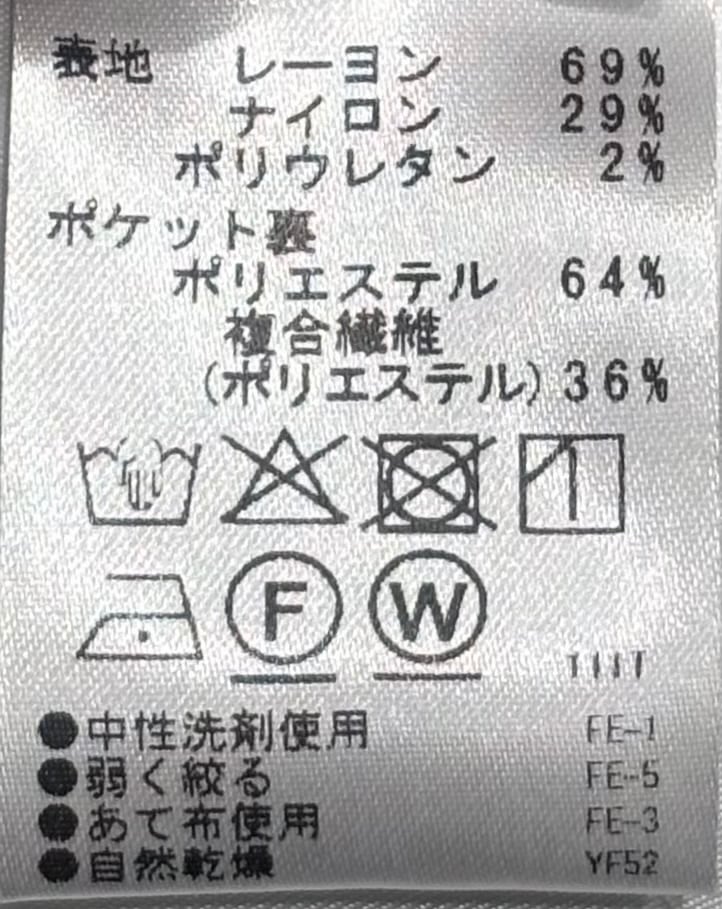 表地 レーヨン 69%
ナイロン 29%
ポリウレタン 2%
ポケット裏
ポリエステル 64%
複合繊維
(ポリエステル) 36%
F W
●中性洗剤使用 FE-1
●弱く絞る FE-5
●あて布使用 FE-3
●自然乾燥 YF52